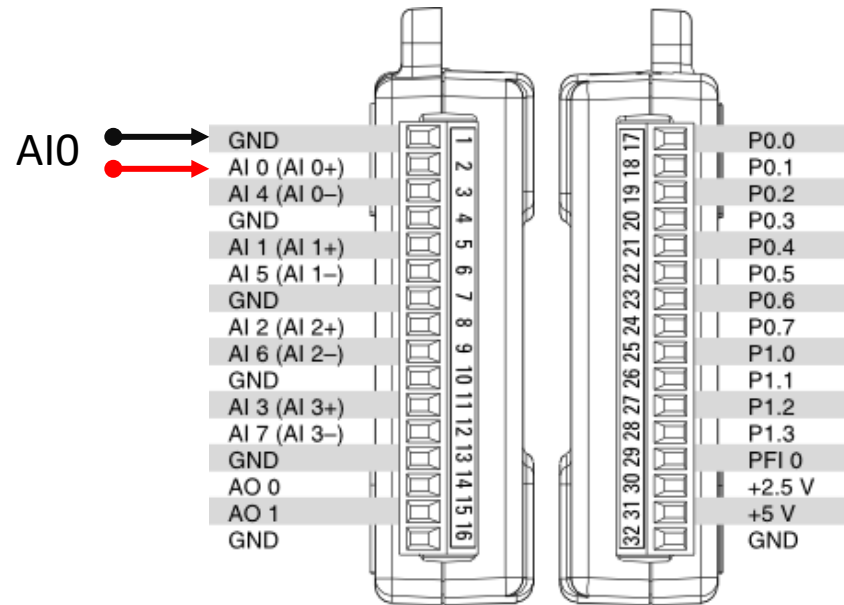 AI0
GND 1
AI 0 (AI 0+) 2
AI 4 (AI 0–) 3
GND 4
AI 1 (AI 1+) 5
AI 5 (AI 1–) 6
GND 7
AI 2 (AI 2+) 8
AI 6 (AI 2–) 9
GND 10
AI 3 (AI 3+) 11
AI 7 (AI 3–) 12
GND 13
AO 0 14
AO 1 15
GND 16
17 P0.0
18 P0.1
19 P0.2
20 P0.3
21 P0.4
22 P0.5
23 P0.6
24 P0.7
25 P1.0
26 P1.1
27 P1.2
28 P1.3
29 PFI 0
30 +2.5 V
31 +5 V
32 GND